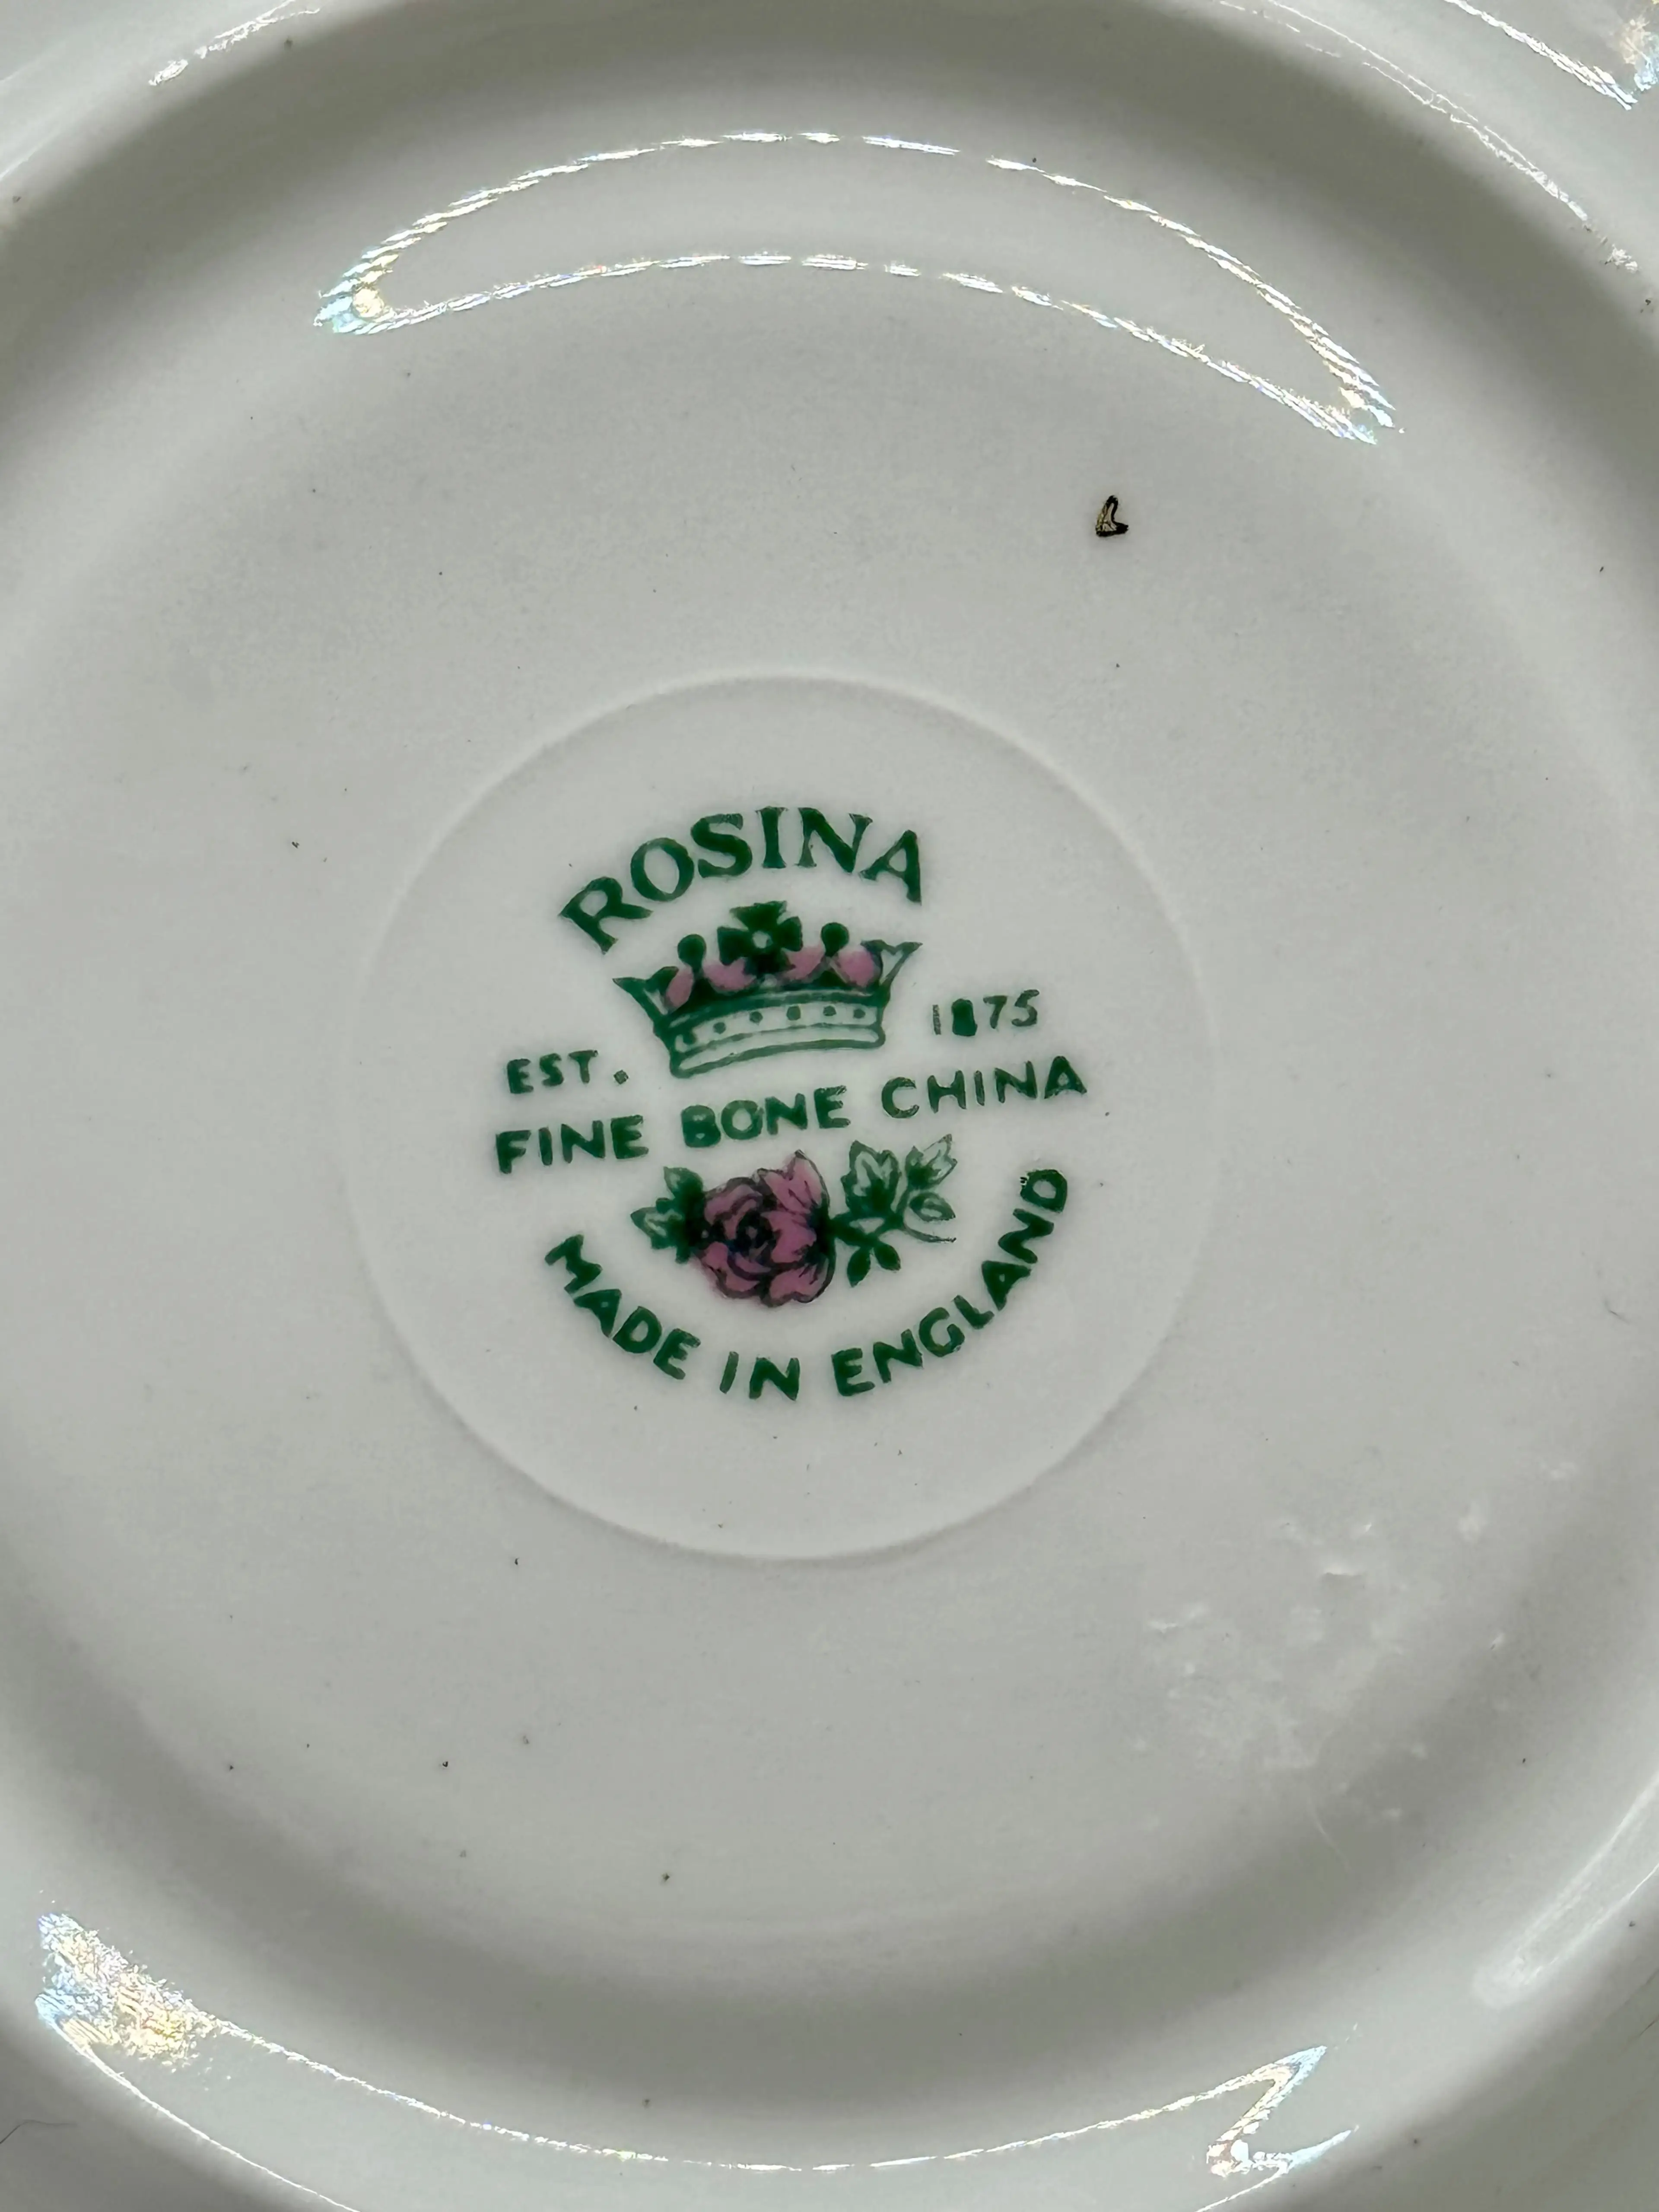 ROSINA
EST. 1875
FINE BONE CHINA
MADE IN ENGLAND